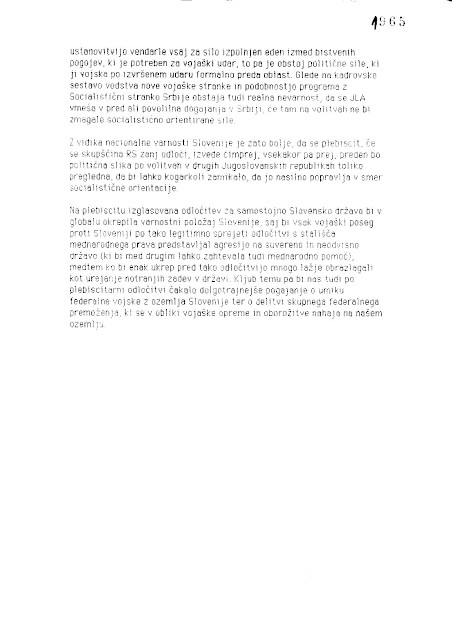 1965
ustanovitvijo vendarle vsaj za silo izpolnjen eden izmed bistvenih
pogojev, ki je potreben za vojaški udar, to pa je obstoj politične sile, ki
ji vojska po izvršenem udaru formalno preda oblast. Glede na kadrovsko
sestavo vodstva nove vojaške stranke in podobnostjo programa z
Socialistični stranko Srbije obstaja tudi realna nevarnost, da se JLA
vmeša v pred ali povolilna dogajanja v Srbiji, če tam na volitvah ne bi
zmagale socialistično orientirane sile.
Z vidika nacionalne varnosti Slovenije je zato bolje, da se plebiscit, če
se skupščina RS zanj odloči, izvede čimprej, vsekakor pa prej, preden bo
politična slika po volitvah v drugih Jugoslovanskih republikah toliko
pregledna, da bi lahko kogarkoli zamikalo, da jo nasilno popravlja v smer
socialistične orientacije.
Na plebiscitu izglasovana odločitev za samostojno Slovensko državo bi v
globalu okrepila varnostni položaj Slovenije, saj bi vsak vojaški poseg
proti Sloveniji po tako legitimno sprejeti odločitvi s stališča
mednarodnega prava predstavljal agresijo na suvereno in neodvisno
državo (ki bi med drugim lahko zahtevala tudi mednarodno pomoč),
medtem ko bi enak ukrep pred tako odločitvijo mnogo lažje obrazlagali
kot urejanje notranjih zadev v državi. Kljub temu pa bi nas tudi po
plebiscitarni odločitvi čakalo dolgotrajnejše pogajanje o umiku
federalne vojske z ozemlja Slovenije ter o delitvi skupnega federalnega
premoženja, ki se v obliki vojaške opreme in oborožitve nahaja na našem
ozemlju.